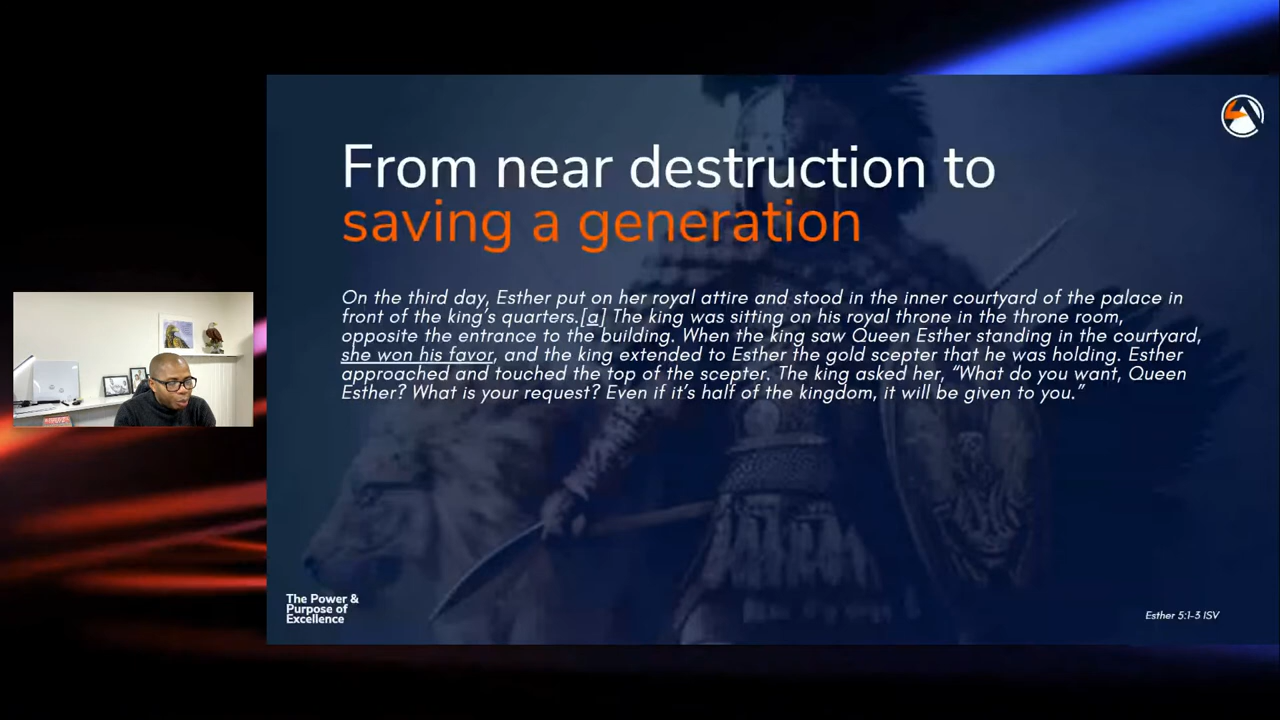 From near destruction to
saving a generation
On the third day, Esther put on her royal attire and stood in the inner courtyard of the palace in
front of the king's quarters.[a] The king was sitting on his royal throne in the throne room,
opposite the entrance to the building. When the king saw Queen Esther standing in the courtyard,
she won his favor, and the king extended to Esther the gold scepter that he was holding. Esther
approached and touched the top of the scepter. The king asked her, “What do you want, Queen
Esther? What is your request? Even if it's half of the kingdom, it will be given to you.”
The Power &
Purpose of
Excellence
Esther 5:1-3 ISV